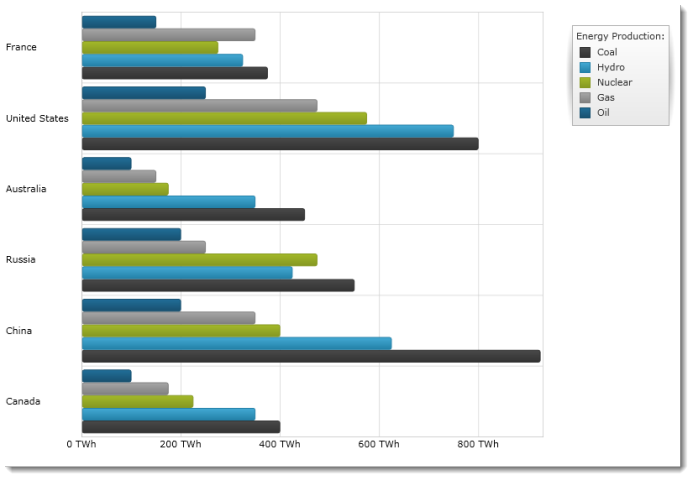 France
United States
Australia
Russia
China
Canada
0 TWh 200 TWh 400 TWh 600 TWh 800 TWh
Energy Production:
Coal
Hydro
Nuclear
Gas
Oil